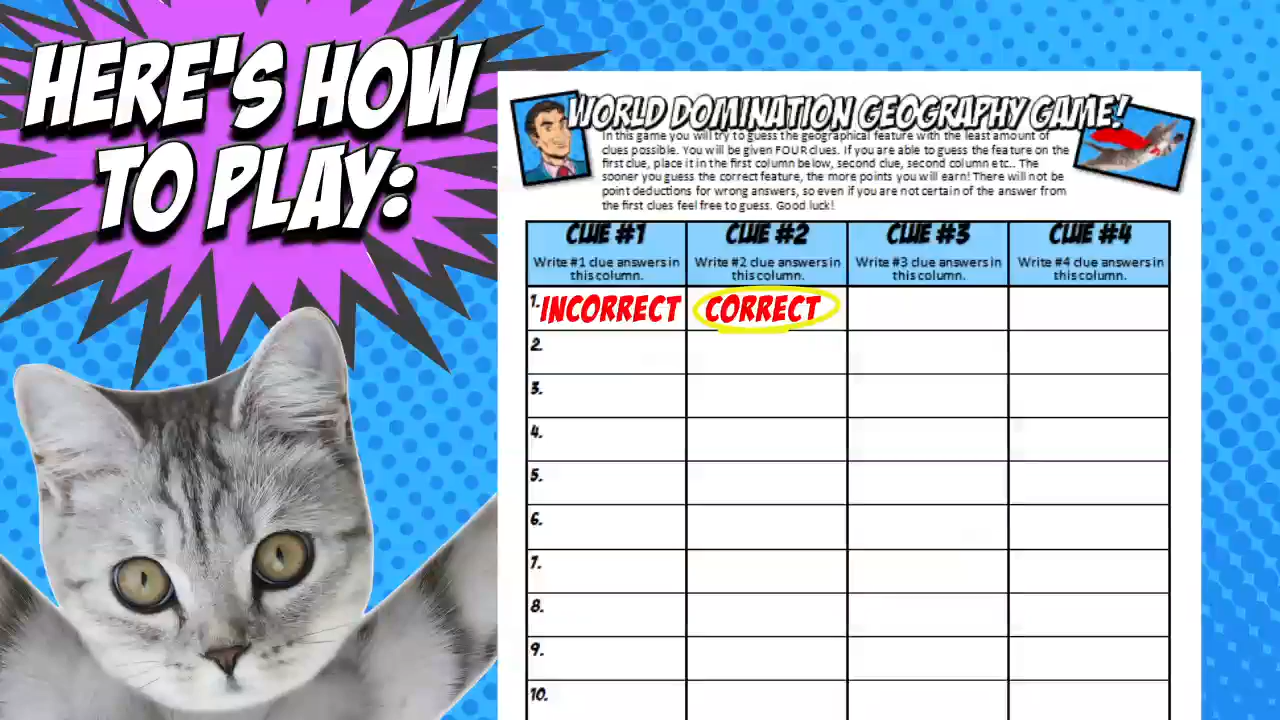 HERE'S HOW
TO PLAY:
WORLD DOMINATION GEOGRAPHY GAME!
In this game you will try to guess the geographical feature with the least amount of
clues possible. You will be given FOUR clues. If you are able to guess the feature on the
first clue, place it in the first column below, second clue, second column etc.. The
sooner you guess the correct feature, the more points you will earn! There will not be
point deductions for wrong answers, so even if you are not certain of the answer from
the first clues feel free to guess. Good luck!
CLUE #1 CLUE #2 CLUE #3 CLUE #4
Write #1 clue answers in Write #2 clue answers in Write #3 clue answers in Write #4 clue answers in
this column. this column. this column. this column.
1. INCORRECT CORRECT
2.
3.
4.
5.
6.
7.
8.
9.
10.